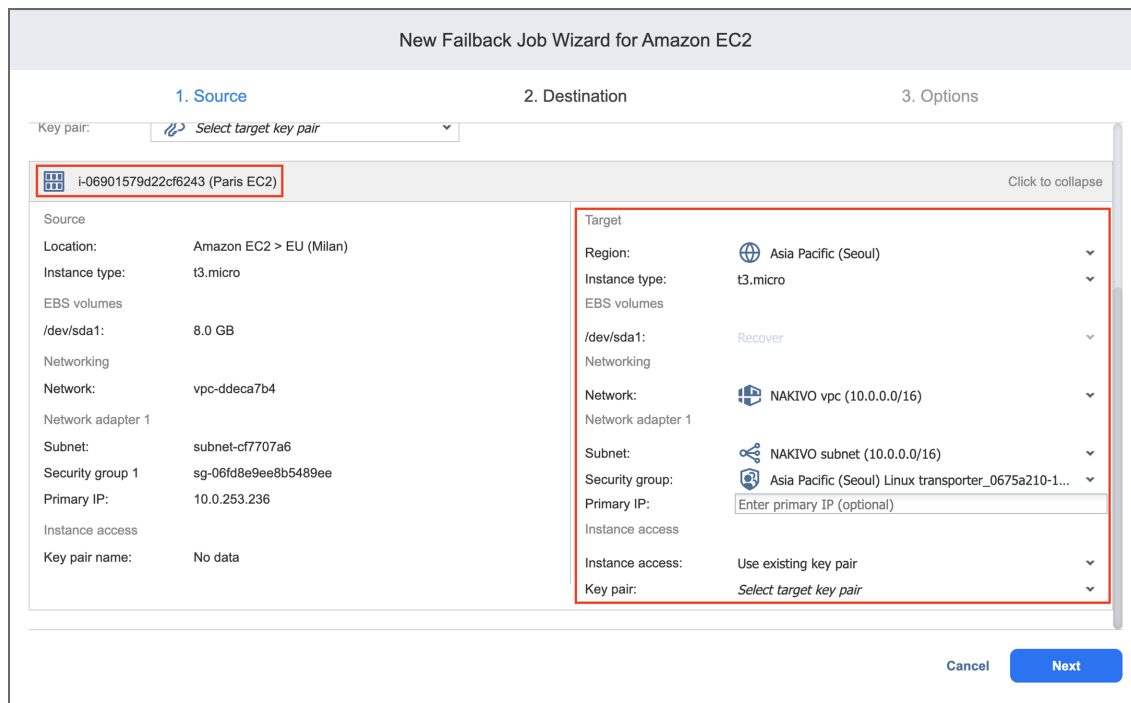 New Failback Job Wizard for Amazon EC2
1. Source
2. Destination
3. Options
Key pair:
Select target key pair
i-06901579d22cf6243 (Paris EC2)
Click to collapse
Source
Location: Amazon EC2 > EU (Milan)
Instance type: t3.micro
EBS volumes
/dev/sda1: 8.0 GB
Networking
Network: vpc-ddeca7b4
Network adapter 1
Subnet: subnet-cf7707a6
Security group 1 sg-06fd8e9ee8b5489ee
Primary IP: 10.0.253.236
Instance access
Key pair name: No data
Target
Region: Asia Pacific (Seoul)
Instance type: t3.micro
EBS volumes
/dev/sda1: Recover
Networking
Network: NAKIVO vpc (10.0.0.0/16)
Network adapter 1
Subnet: NAKIVO subnet (10.0.0.0/16)
Security group: Asia Pacific (Seoul) Linux transporter_0675a210-1...
Primary IP: Enter primary IP (optional)
Instance access
Instance access: Use existing key pair
Key pair: Select target key pair
Cancel
Next